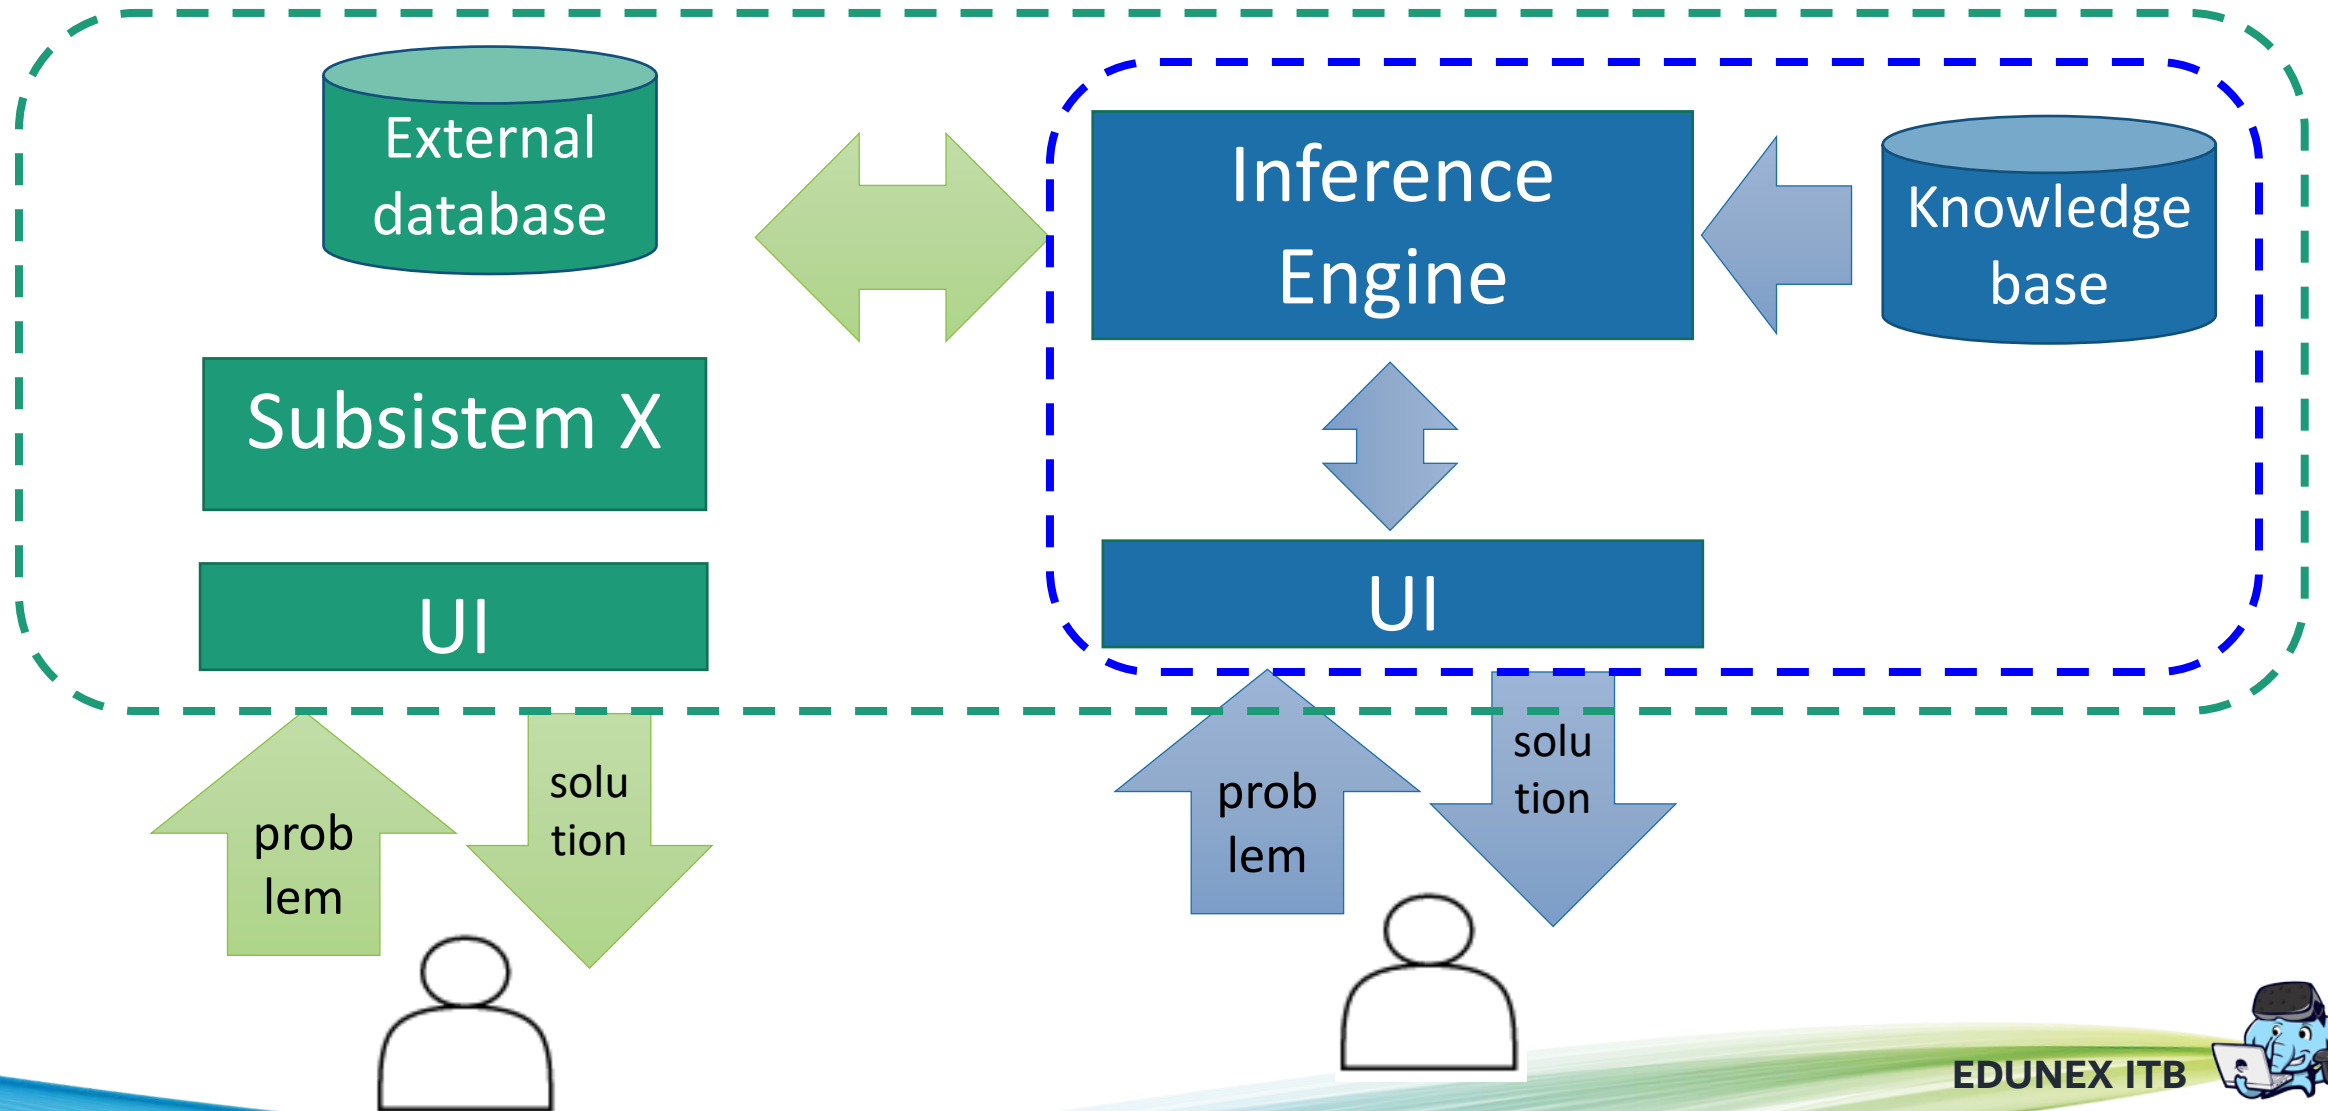 External
database
Subsistem X
UI
Inference
Engine
Knowledge
base
UI
prob
lem
solu
tion
prob
lem
solu
tion
EDUNEX ITB